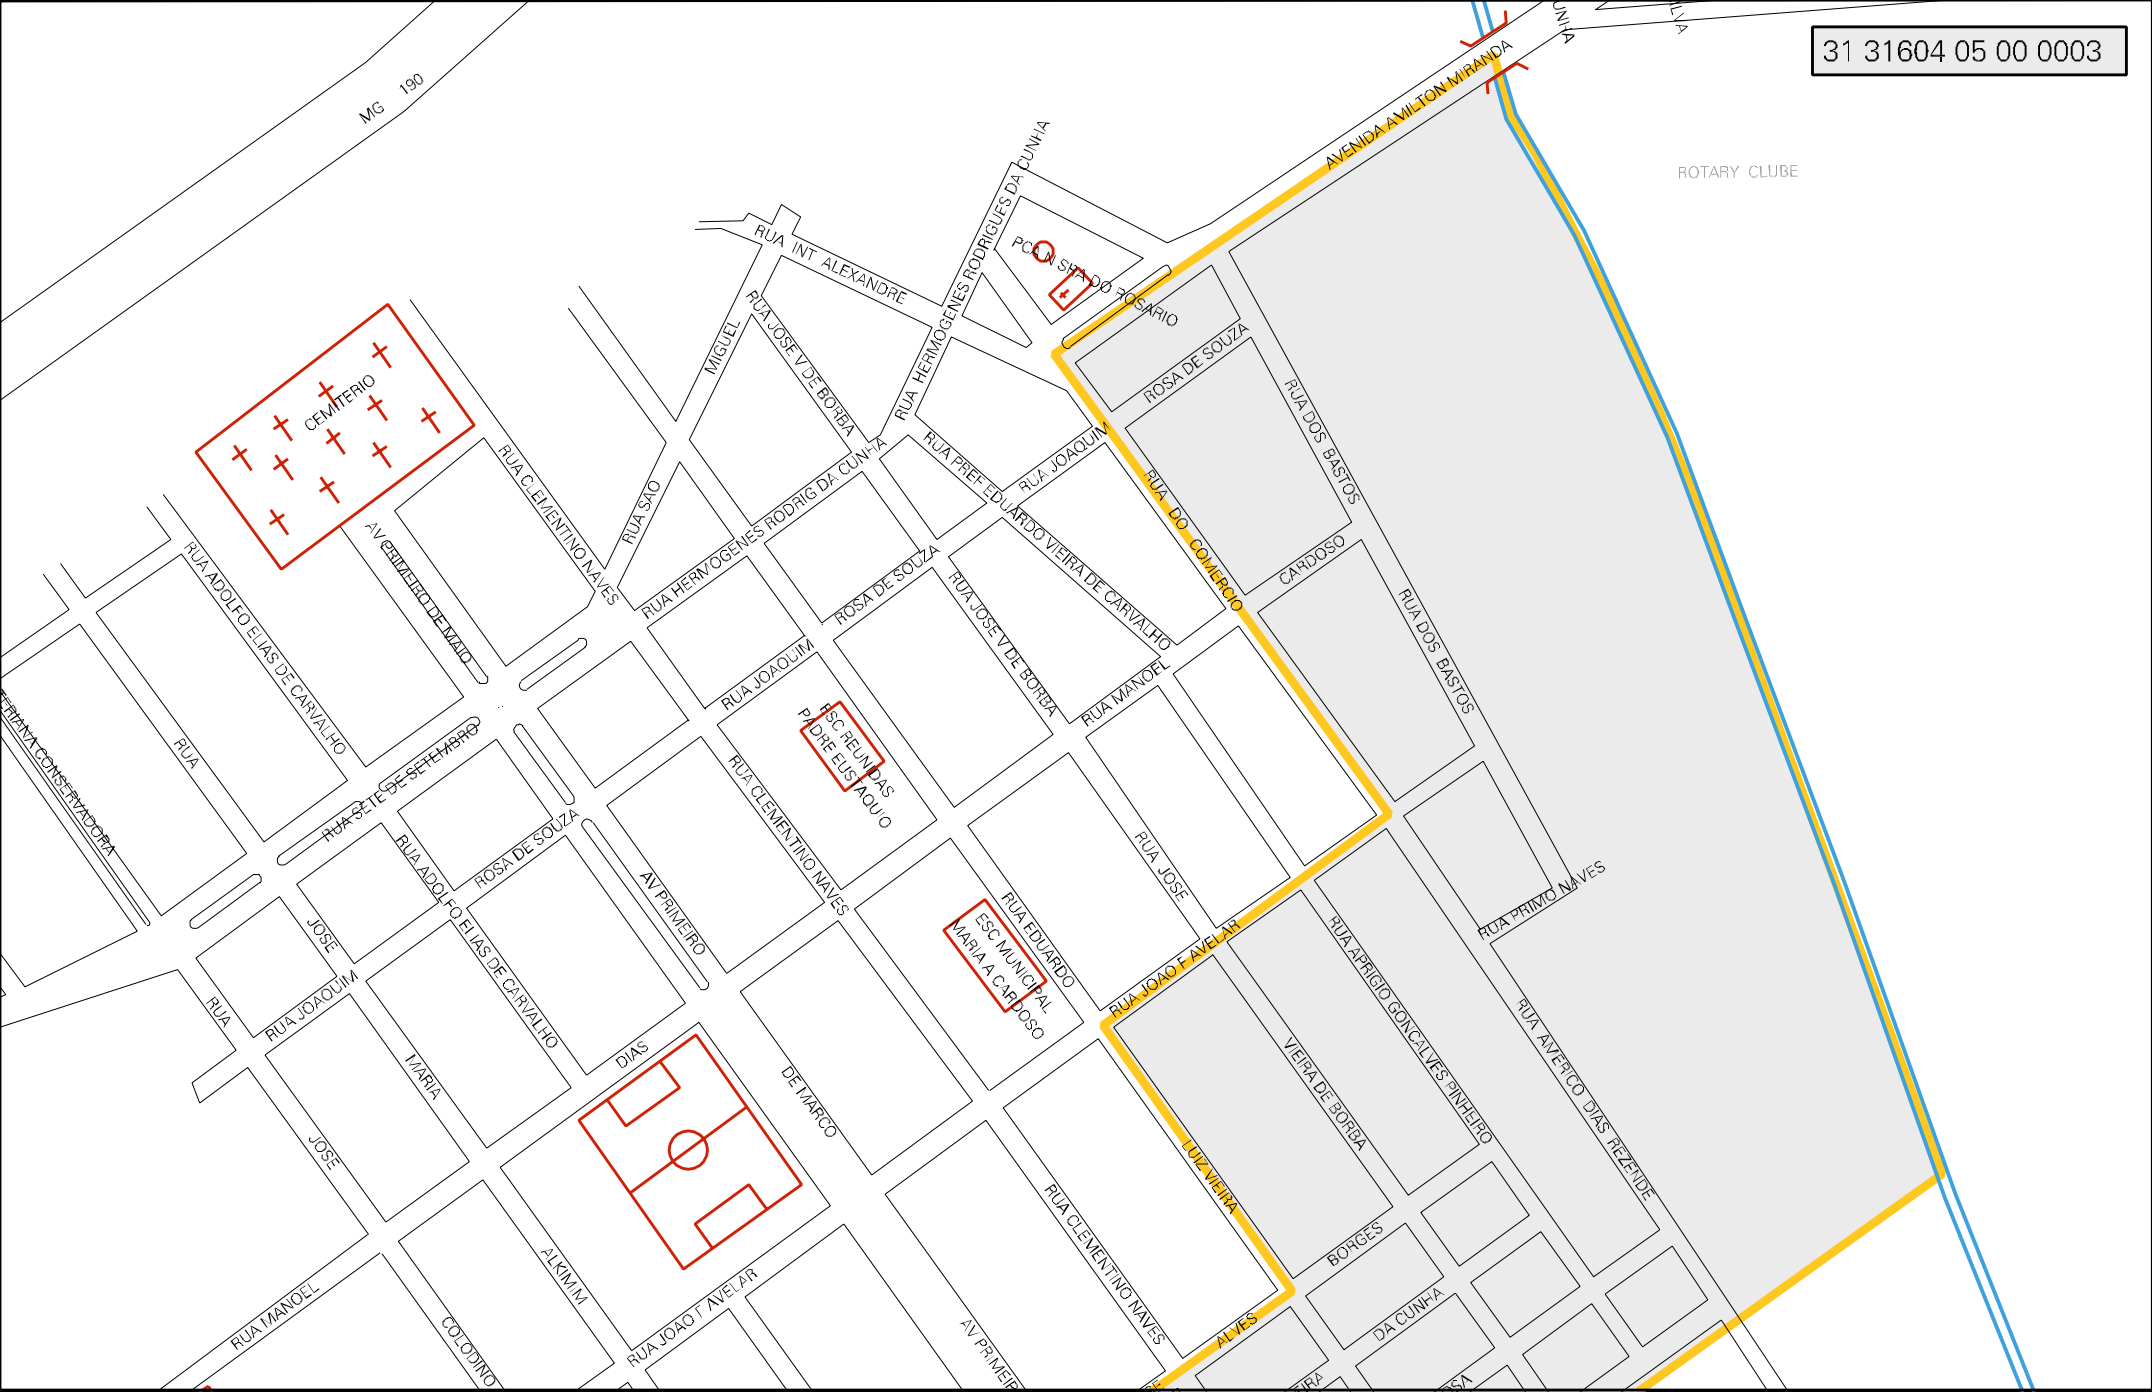 31 31604 05 00 0003
MG 190
CUNHA
AVENIDA AMILTON MIRANDA
ROTARY CLUBE
RUA HERMOGENES RODRIGUES DA CUNHA
RUA INT ALEXANDRE
PCA N SRA DO ROSARIO
MIGUEL
RUA JOSE V DE BORBA
ROSA DE SOUZA
CEMITERIO
RUA DOS BASTOS
RUA CLEMENTINO NAVES
RUA SAO
RUA HERMOGENES RODRIG DA CUNHA
RUA PREF EDUARDO VIEIRA DE CARVALHO
RUA JOAQUIM
RUA DO COMERCIO
CARDOSO
AV PRIMEIRO DE MAIO
RUA ADOLFO ELIAS DE CARVALHO
ROSA DE SOUZA
RUA JOSE V DE BORBA
RUA DOS BASTOS
RUA JOAQUIM
RUA MANOEL
RUA
CONSERVADORA
RUA SETE DE SETEMBRO
ESC REUNIDAS
PADRE EUSTAQUIO
RUA CLEMENTINO NAVES
ROSA DE SOUZA
RUA ADOLFO ELIAS DE CARVALHO
AV PRIMEIRO
RUA JOSE
RUA PRIMO NAVES
RUA EDUARDO
ESC MUNICIPAL
MARIA A CARDOSO
RUA JOAO F AVELAR
RUA APRIGIO GONCALVES PINHEIRO
JOSE
RUA
RUA JOAQUIM
MARIA
DIAS
DE MARCO
VIEIRA DE BORBA
RUA AMERICO DIAS REZENDE
JOSE
LUIZ VIEIRA
RUA CLEMENTINO NAVES
BORGES
ALKIMIM
RUA MANOEL
COLODINO
RUA JOAO F AVELAR
AV PRIMEIR
ALVES
DA CUNHA